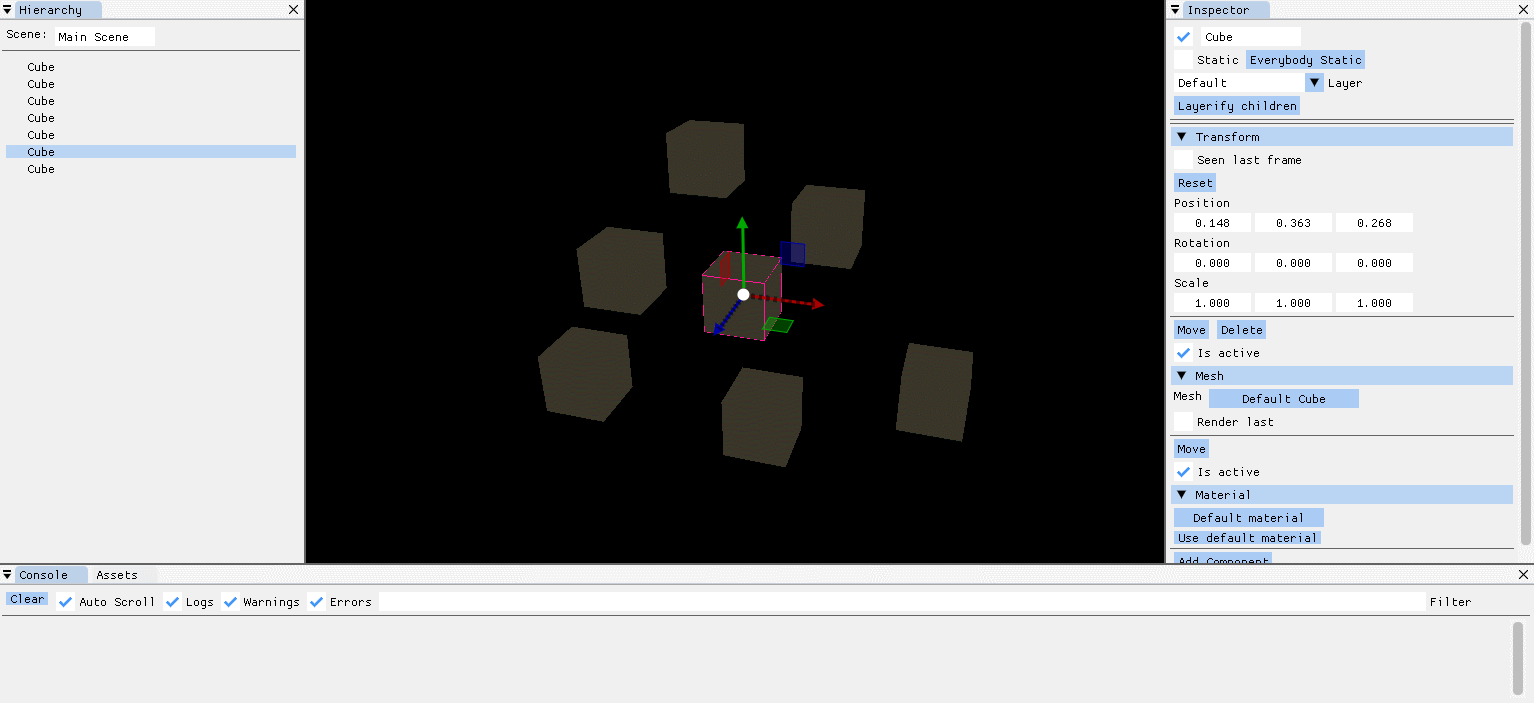 Hierarchy
Scene: Main Scene
Cube
Cube
Cube
Cube
Cube
Cube
Cube
Inspector
Cube
Static Everybody Static
Default Layer
Layerify children
Transform
Seen last frame
Reset
Position
0.148 0.363 0.268
Rotation
0.000 0.000 0.000
Scale
1.000 1.000 1.000
Move Delete
Is active
Mesh
Mesh Default Cube
Render last
Move
Is active
Material
Default material
Use default material
Add Component
Console Assets
Clear Auto Scroll Logs Warnings Errors Filter